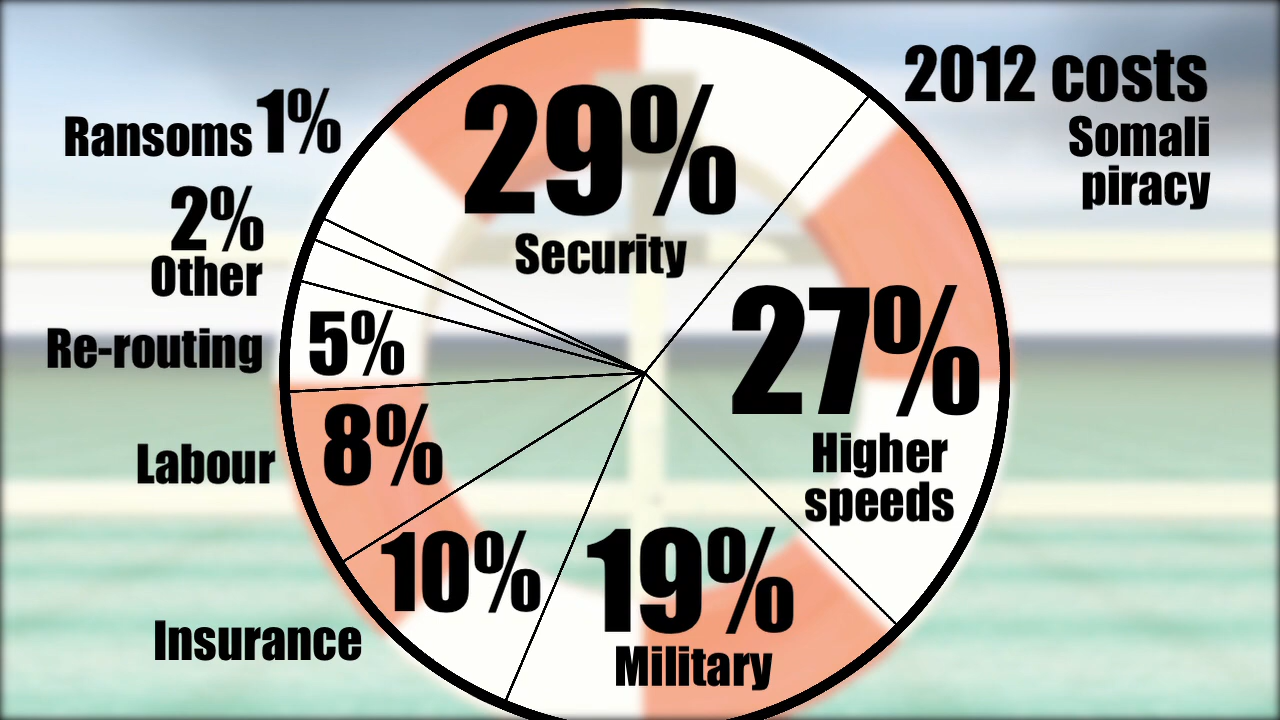 2012 costs
Somali
piracy
29%
Security
27%
Higher
speeds
19%
Military
10%
Insurance
8%
Labour
5%
Re-routing
2%
Other
Ransoms 1%